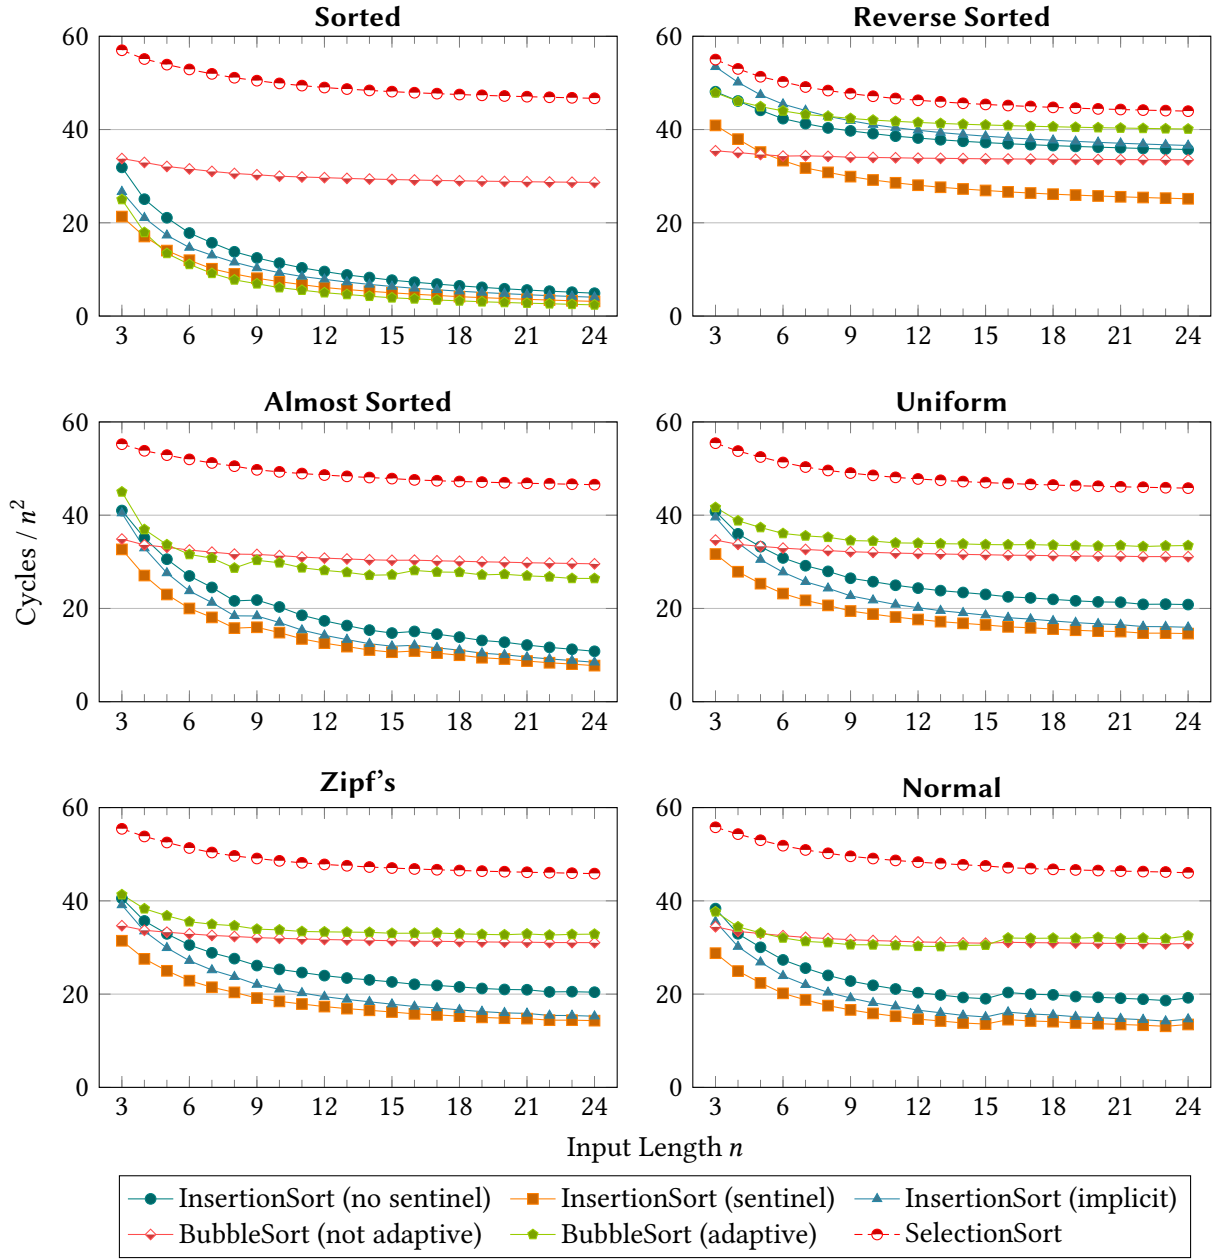 Sorted
60
40
20
0
3 6 9 12 15 18 21 24
Reverse Sorted
60
40
20
0
3 6 9 12 15 18 21 24
Almost Sorted
60
40
20
0
3 6 9 12 15 18 21 24
Uniform
60
40
20
0
3 6 9 12 15 18 21 24
Cycles / n²
Zipf's
60
40
20
0
3 6 9 12 15 18 21 24
Normal
60
40
20
0
3 6 9 12 15 18 21 24
Input Length n
InsertionSort (no sentinel) InsertionSort (sentinel) InsertionSort (implicit)
BubbleSort (not adaptive) BubbleSort (adaptive) SelectionSort